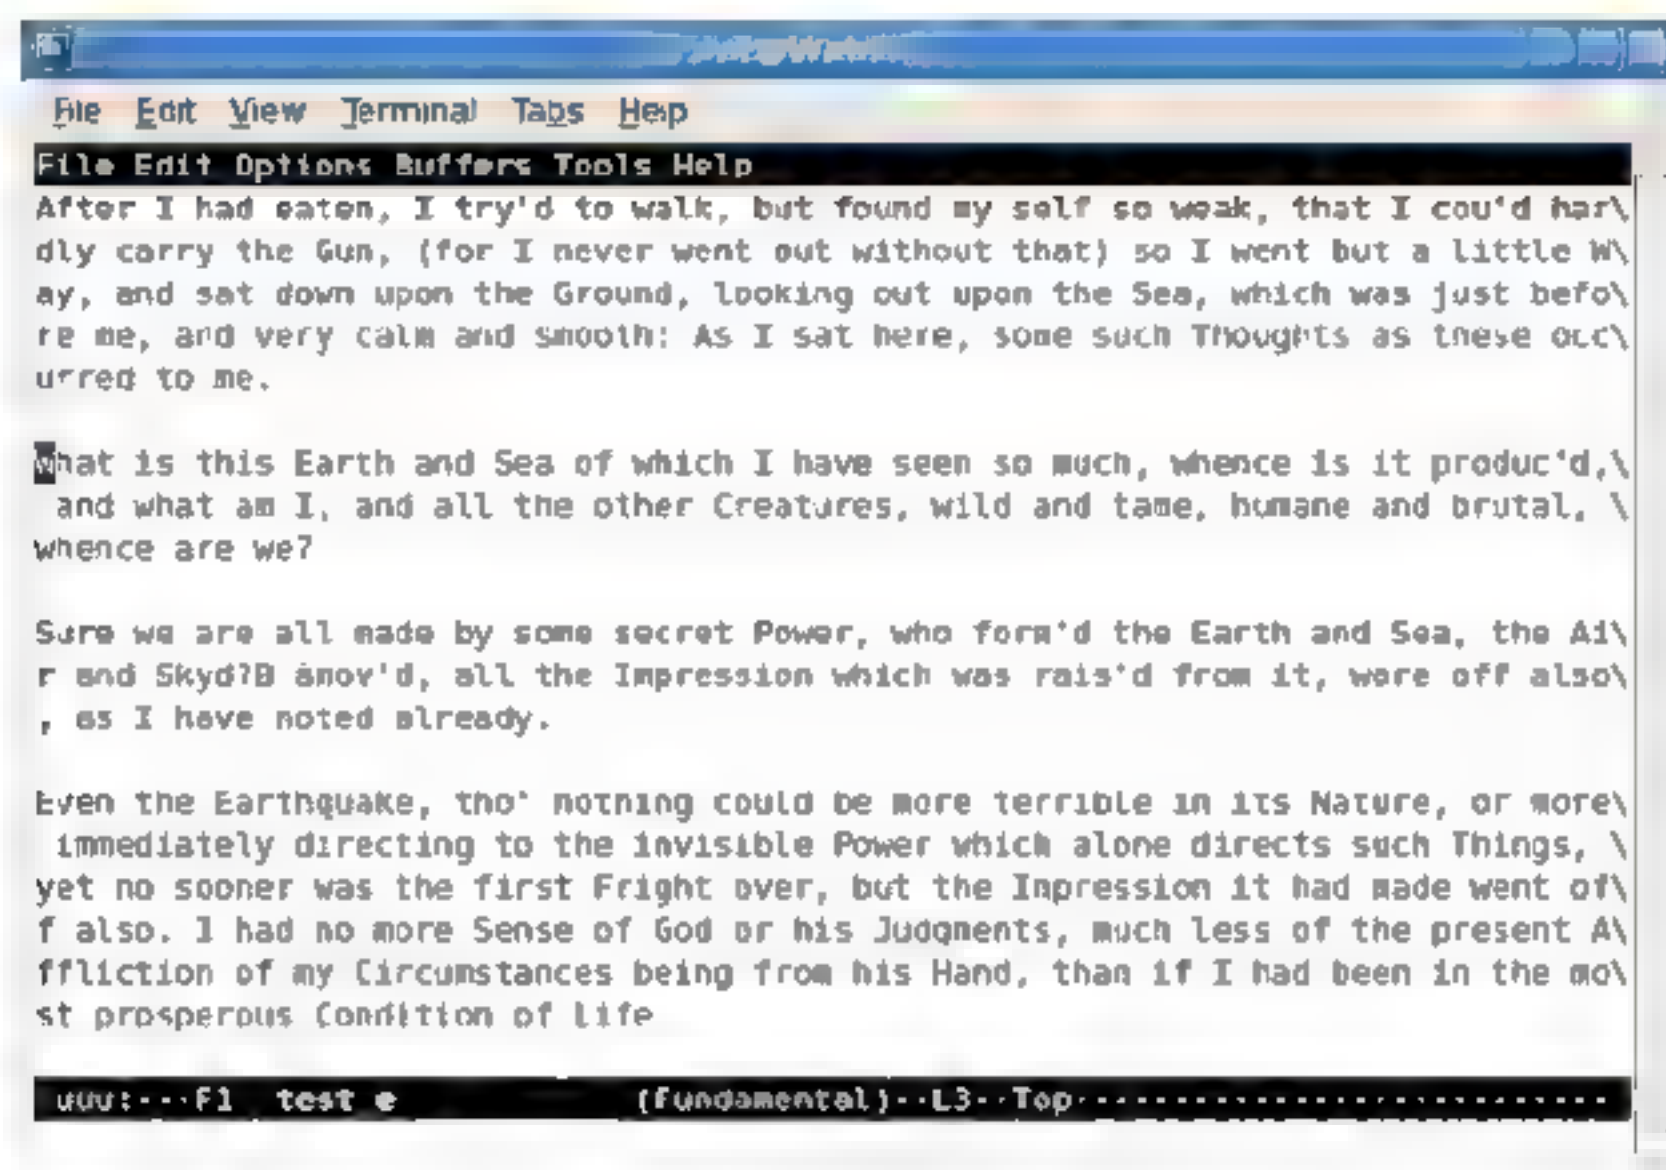 File Edit View Terminal Tabs Help
File Edit Options Buffers Tools Help
After I had eaten, I try'd to walk, but found my self so weak, that I cou'd har\
dly carry the Gun, (for I never went out without that) so I went but a little W\
ay, and sat down upon the Ground, looking out upon the Sea, which was just befo\
re me, and very calm and smooth: As I sat here, some such Thoughts as these occ\
urred to me.
What is this Earth and Sea of which I have seen so much, whence is it produc'd,\
and what am I, and all the other Creatures, wild and tame, humane and brutal, \
whence are we?
Sure we are all made by some secret Power, who form'd the Earth and Sea, the Ai\
r and Skyd?B ämov'd, all the Impression which was rais'd from it, wore off also\
, as I have noted already.
Even the Earthquake, tho' nothing could be more terrible in its Nature, or more\
immediately directing to the invisible Power which alone directs such Things, \
yet no sooner was the first Fright over, but the Impression it had made went of\
f also. I had no more Sense of God or his Judgments, much less of the present A\
ffliction of my Circumstances being from his Hand, than if I had been in the mo\
st prosperous Condition of Life
uuu:---F1 test e (Fundamental)--L3--Top-----------------------